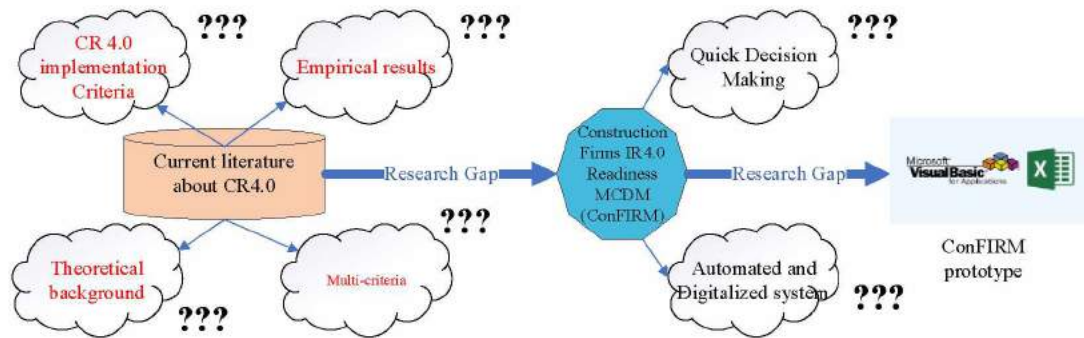 ???
CR 4.0
implementation
Criteria
???
Empirical results
Current literature
about CR4.0
Theoretical
background
???
???
Multi-criteria
Research Gap
Construction
Firms IR4.0
Readiness
MCDM
(ConFIRM)
???
Quick Decision
Making
Automated and
Digitalized system
???
Research Gap
Microsoft
Visual Basic
for Applications
X
ConFIRM
prototype